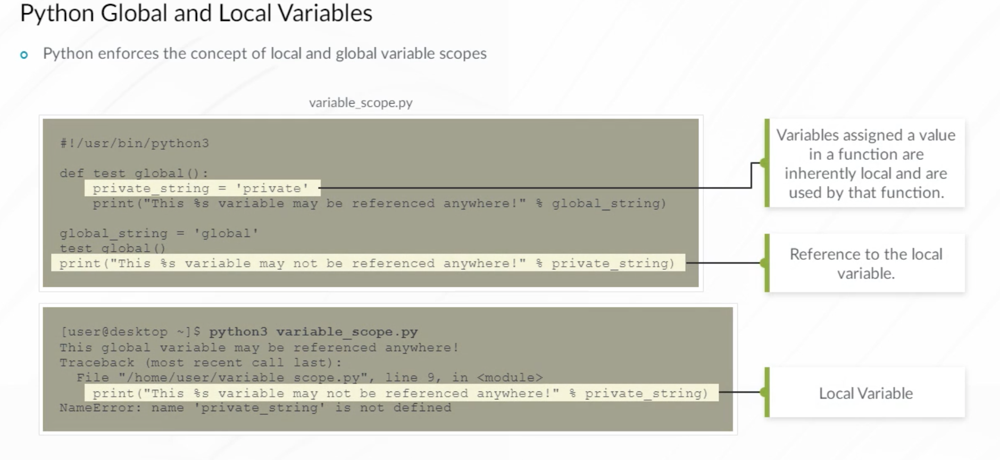 Python Global and Local Variables
Python enforces the concept of local and global variable scopes
variable_scope.py
#!/usr/bin/python3
def test_global():
private_string = 'private'
print("This %s variable may be referenced anywhere!" % global_string)
global_string = 'global'
test_global()
print("This %s variable may not be referenced anywhere!" % private_string)
Variables assigned a value
in a function are
inherently local and are
used by that function.
Reference to the local
variable.
[user@desktop ~]$ python3 variable_scope.py
This global variable may be referenced anywhere!
Traceback (most recent call last):
File "/home/user/variable_scope.py", line 9, in <module>
print("This %s variable may not be referenced anywhere!" % private_string)
NameError: name 'private_string' is not defined
Local Variable